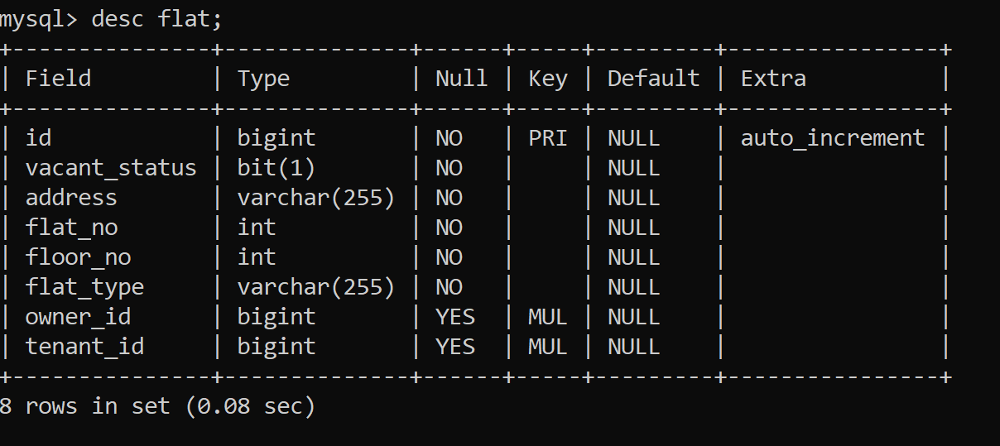 mysql> desc flat;
+---------------+--------------+------+-----+---------+----------------+
| Field         | Type         | Null | Key | Default | Extra          |
+---------------+--------------+------+-----+---------+----------------+
| id            | bigint       | NO   | PRI | NULL    | auto_increment |
| vacant_status | bit(1)       | NO   |     | NULL    |                |
| address       | varchar(255) | NO   |     | NULL    |                |
| flat_no       | int          | NO   |     | NULL    |                |
| floor_no      | int          | NO   |     | NULL    |                |
| flat_type     | varchar(255) | NO   |     | NULL    |                |
| owner_id      | bigint       | YES  | MUL | NULL    |                |
| tenant_id     | bigint       | YES  | MUL | NULL    |                |
+---------------+--------------+------+-----+---------+----------------+
8 rows in set (0.08 sec)